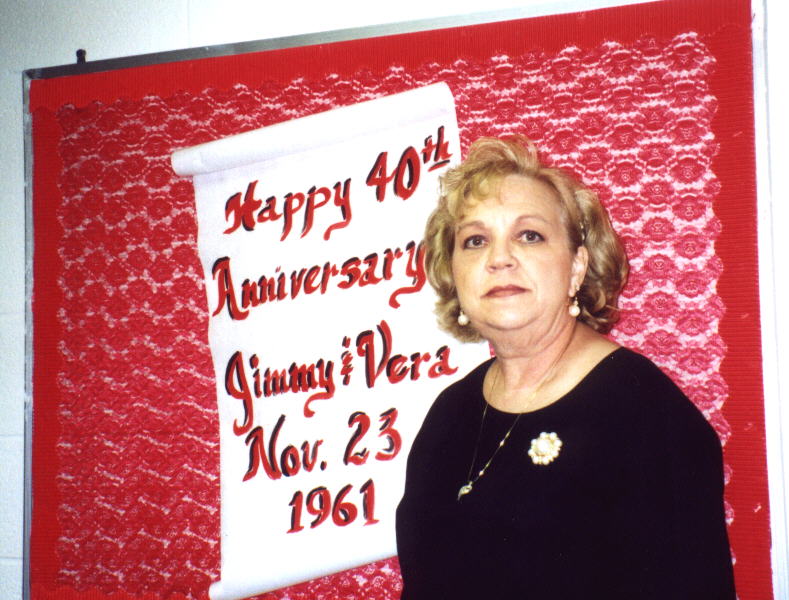 Happy 40th
Anniversary
Jimmy & Vera
Nov. 23
1961